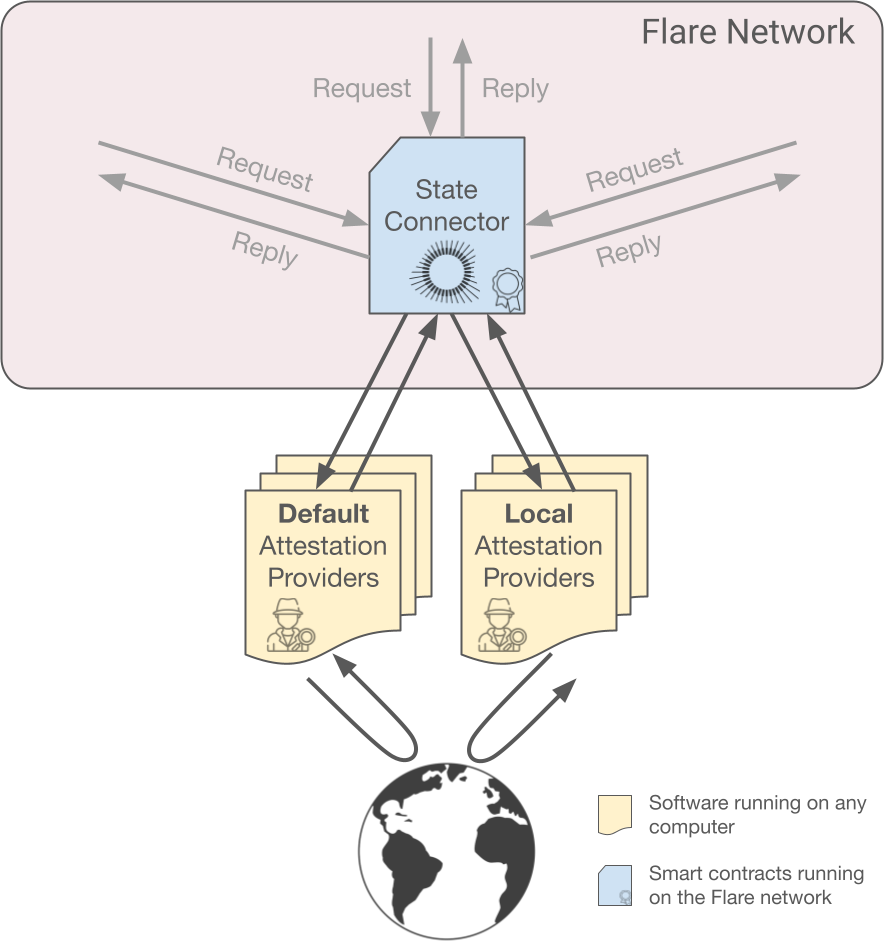 Flare Network
Request
Reply
Request
Request
Reply
Reply
State
Connector
Default
Attestation
Providers
Local
Attestation
Providers
Software running on any
computer
Smart contracts running
on the Flare network